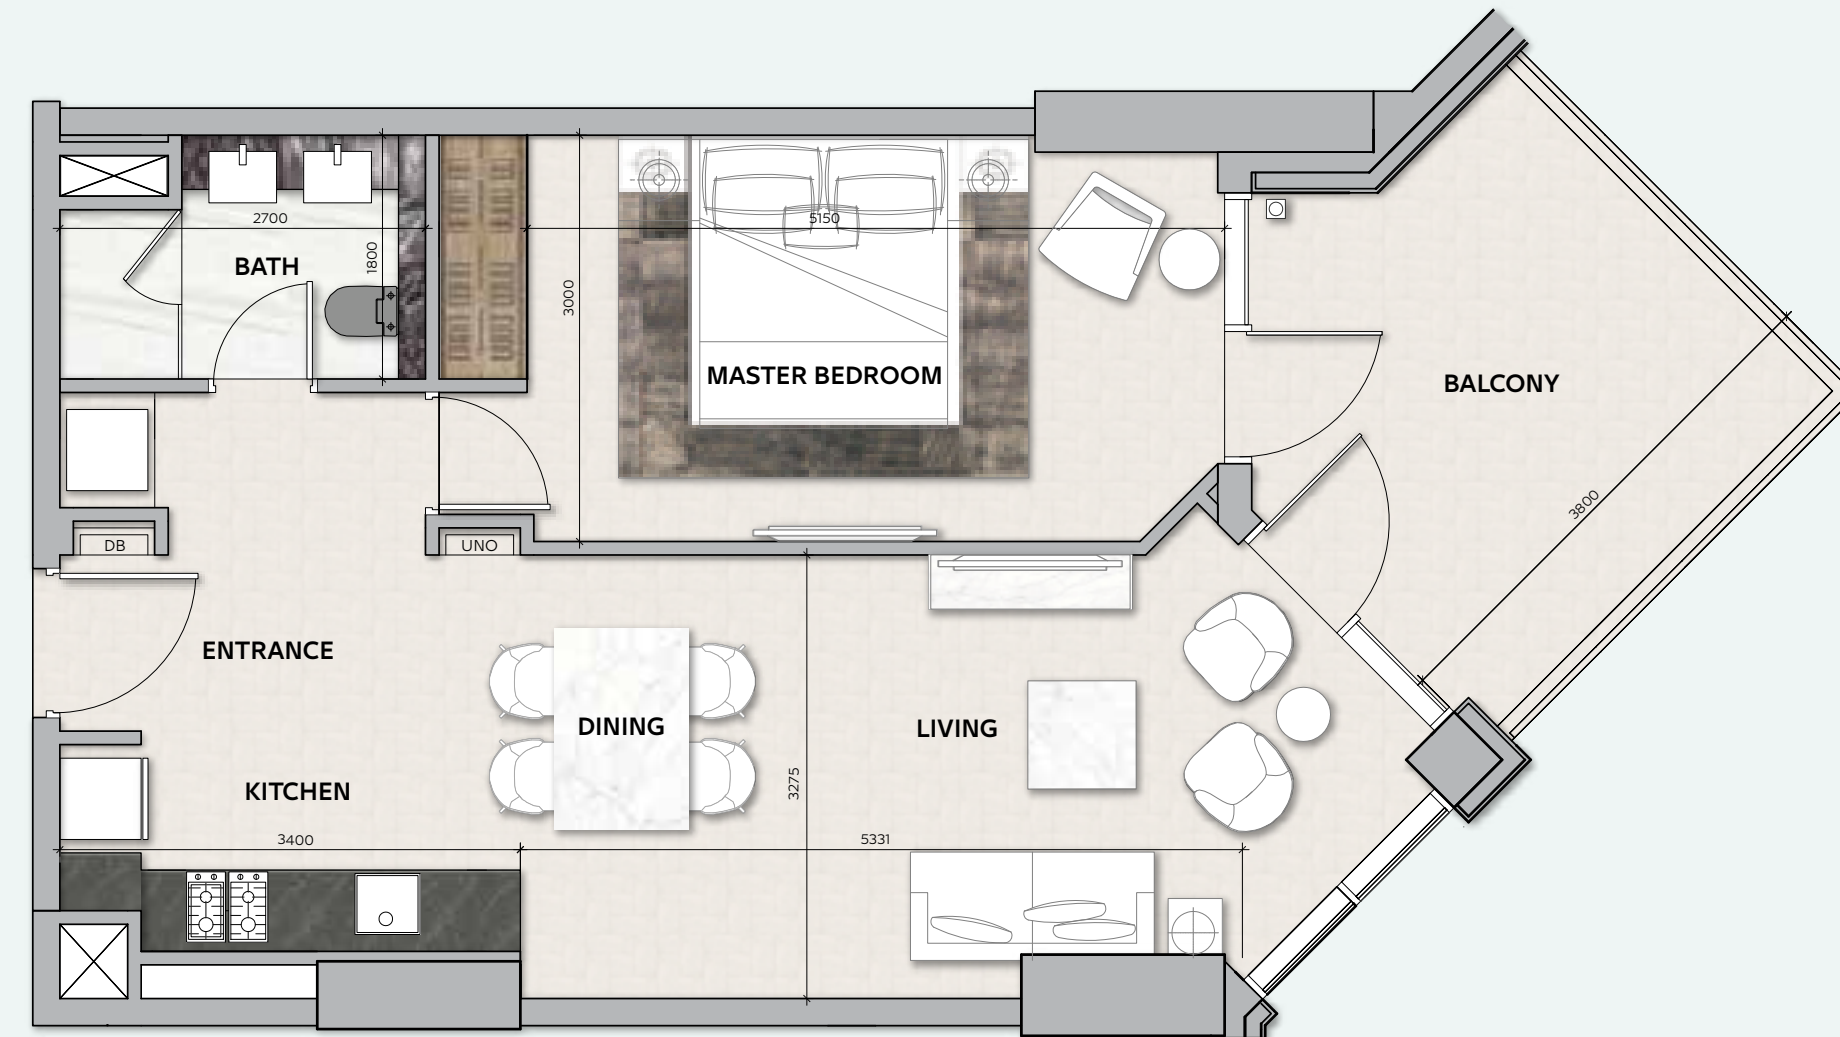 2700
5150
BATH
1800
3000
MASTER BEDROOM
BALCONY
3800
DB
UNO
ENTRANCE
DINING
LIVING
3275
KITCHEN
3400
5331